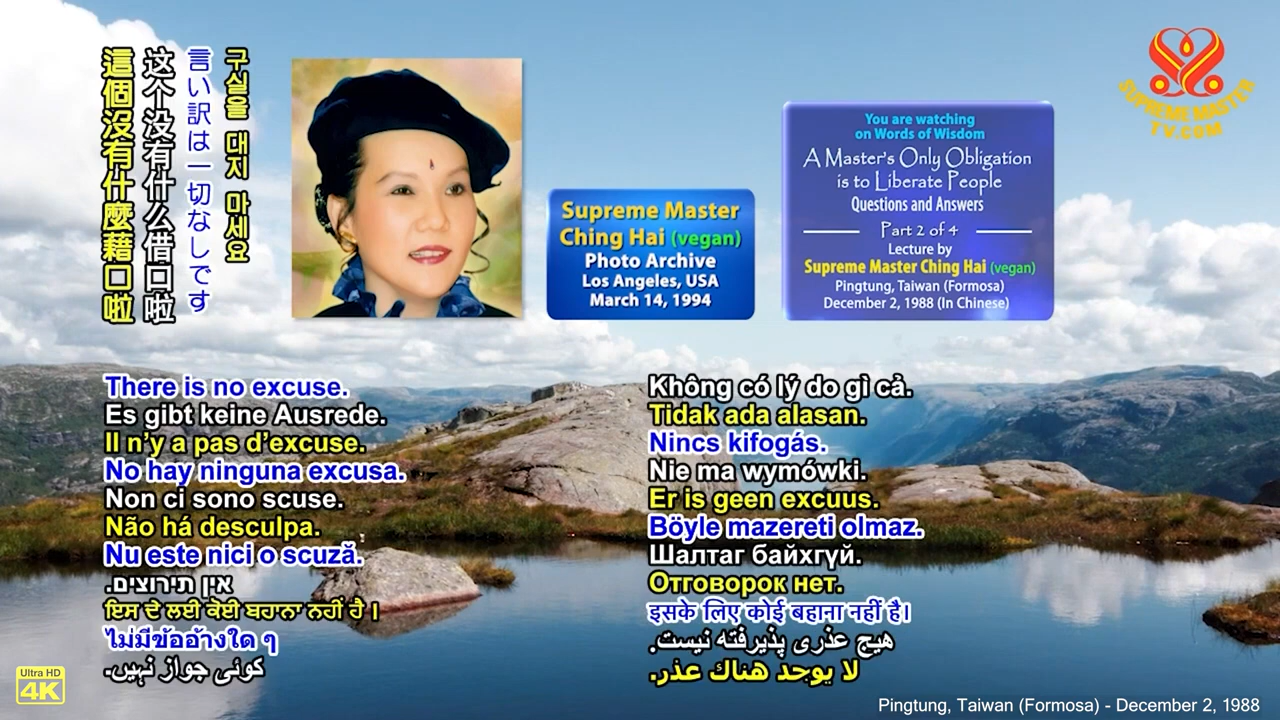 這個沒有什麼藉口啦
这个没有什么借口啦
言い訳は一切なしです
구실을 대지 마세요
Supreme Master
Ching Hai (vegan)
Photo Archive
Los Angeles, USA
March 14, 1994
You are watching
on Words of Wisdom
A Master's Only Obligation
is to Liberate People
Questions and Answers
Part 2 of 4
Lecture by
Supreme Master Ching Hai (vegan)
Pingtung, Taiwan (Formosa)
December 2, 1988 (In Chinese)
SUPREME MASTER
TV.COM
There is no excuse.
Es gibt keine Ausrede.
Il n’y a pas d’excuse.
No hay ninguna excusa.
Non ci sono scuse.
Não há desculpa.
Nu este nici o scuză.
אין תירוצים.
ਇਸ ਦੇ ਲਈ ਕੋਈ ਬਹਾਨਾ ਨਹੀਂ ਹੈ।
ไม่มีข้ออ้างใด ๆ
کوئی جواز نہیں.
Không có lý do gì cả.
Tidak ada alasan.
Nincs kifogás.
Nie ma wymówki.
Er is geen excuus.
Böyle mazereti olmaz.
Шалтаг байхгүй.
Отговорок нет.
इसके लिए कोई बहाना नहीं है।
هیچ عذری پذیرفته نیست.
لا يوجد هناك عذر.
Ultra HD
4K
Pingtung, Taiwan (Formosa) - December 2, 1988